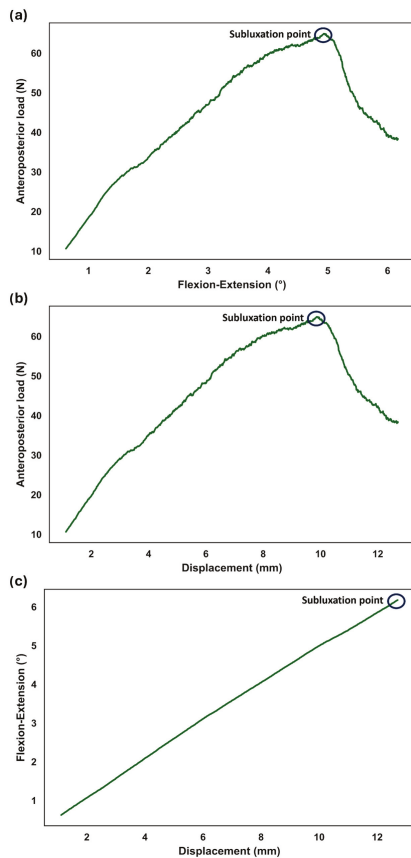 (a)
Subluxation point
60
50
40
30
20
10
Anteroposterior load (N)
1 2 3 4 5 6
Flexion-Extension (°)
(b)
Subluxation point
60
50
40
30
20
10
Anteroposterior load (N)
2 4 6 8 10 12
Displacement (mm)
(c)
Subluxation point
6
5
4
3
2
1
Flexion-Extension (°)
2 4 6 8 10 12
Displacement (mm)